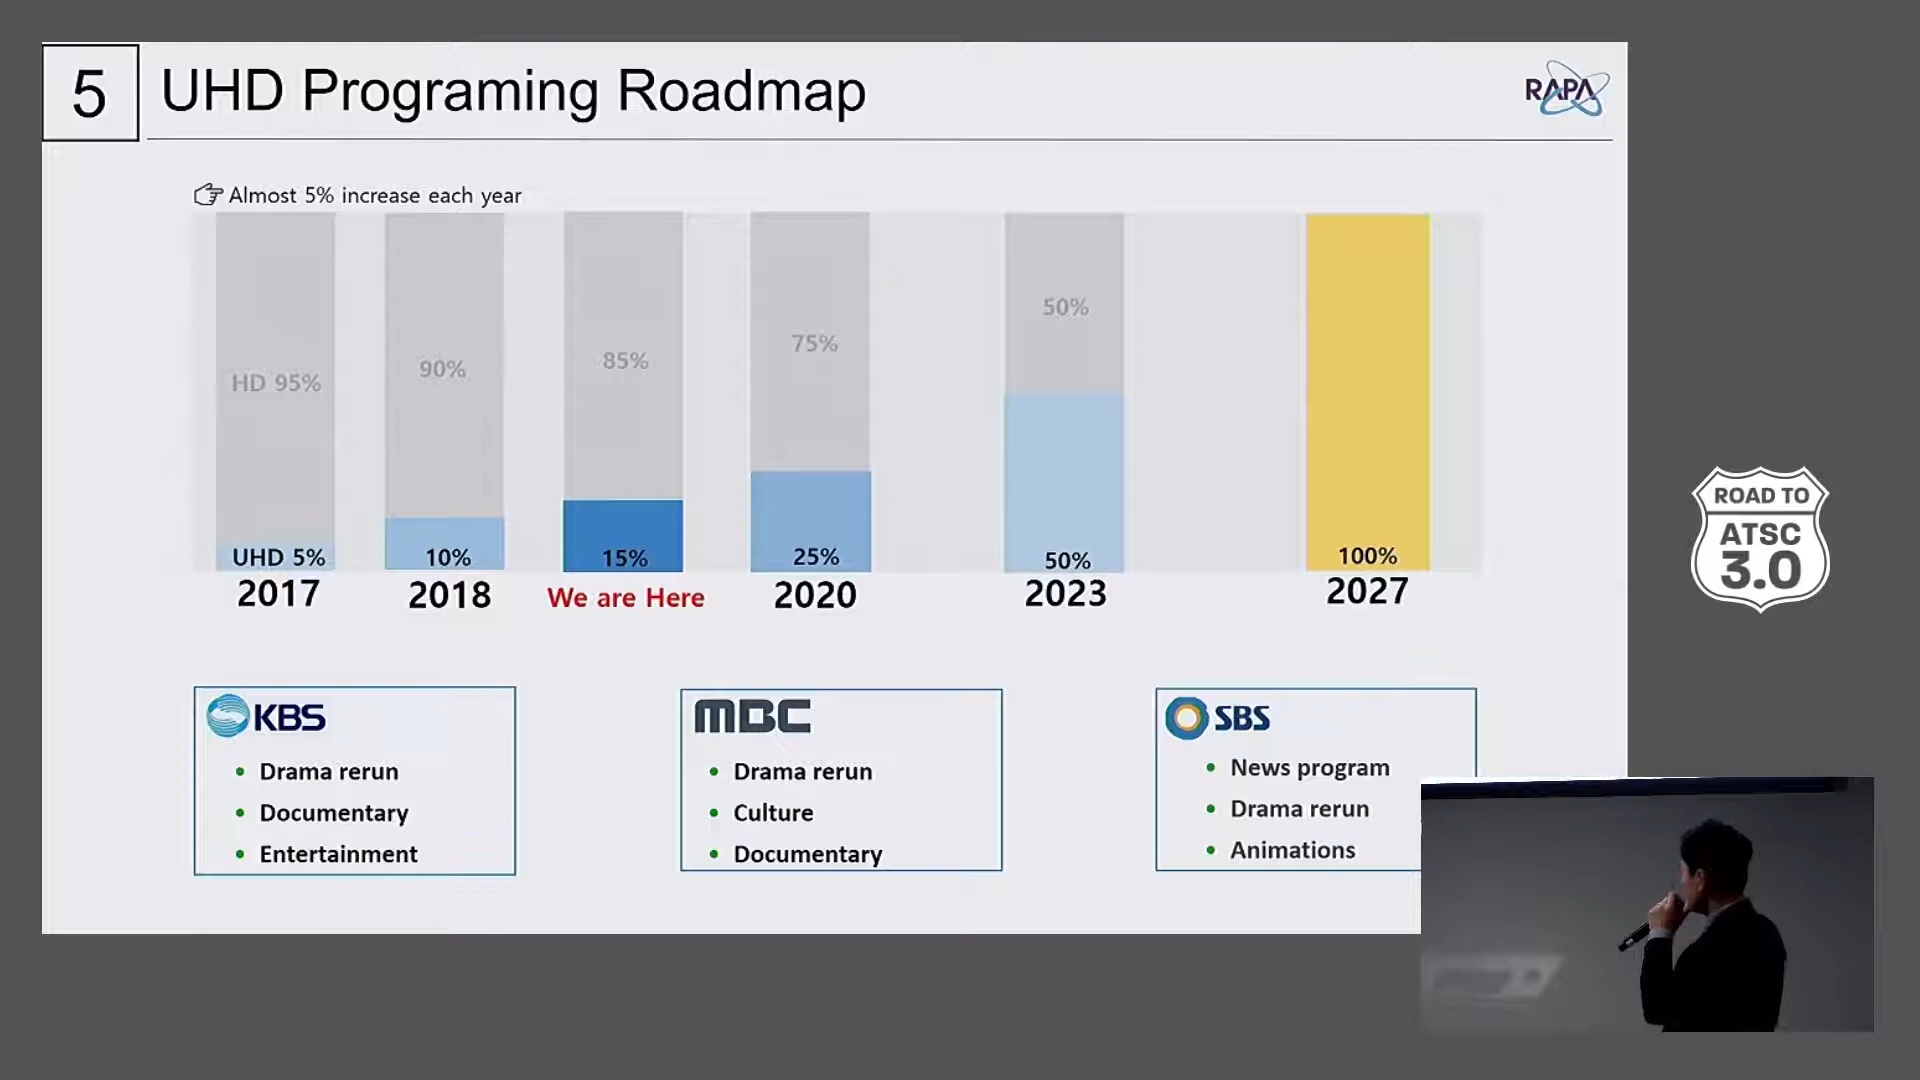 5
UHD Programing Roadmap
RAPA
Almost 5% increase each year
HD 95%
90%
85%
75%
50%
UHD 5%
10%
15%
25%
50%
100%
2017
2018
We are Here
2020
2023
2027
KBS
• Drama rerun
• Documentary
• Entertainment
MBC
• Drama rerun
• Culture
• Documentary
SBS
• News program
• Drama rerun
• Animations
ROAD TO
ATSC
3.0